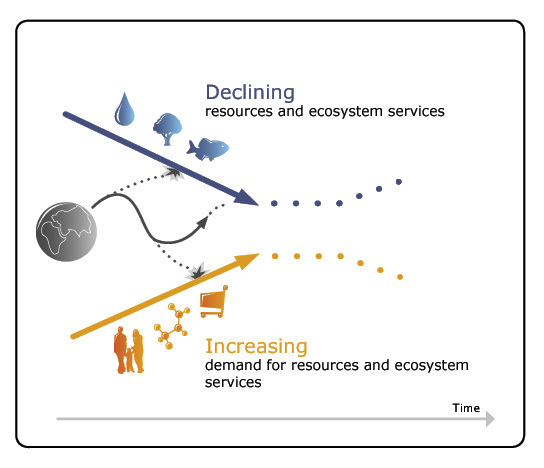 Declining
resources and ecosystem services
Increasing
demand for resources and ecosystem
services
Time